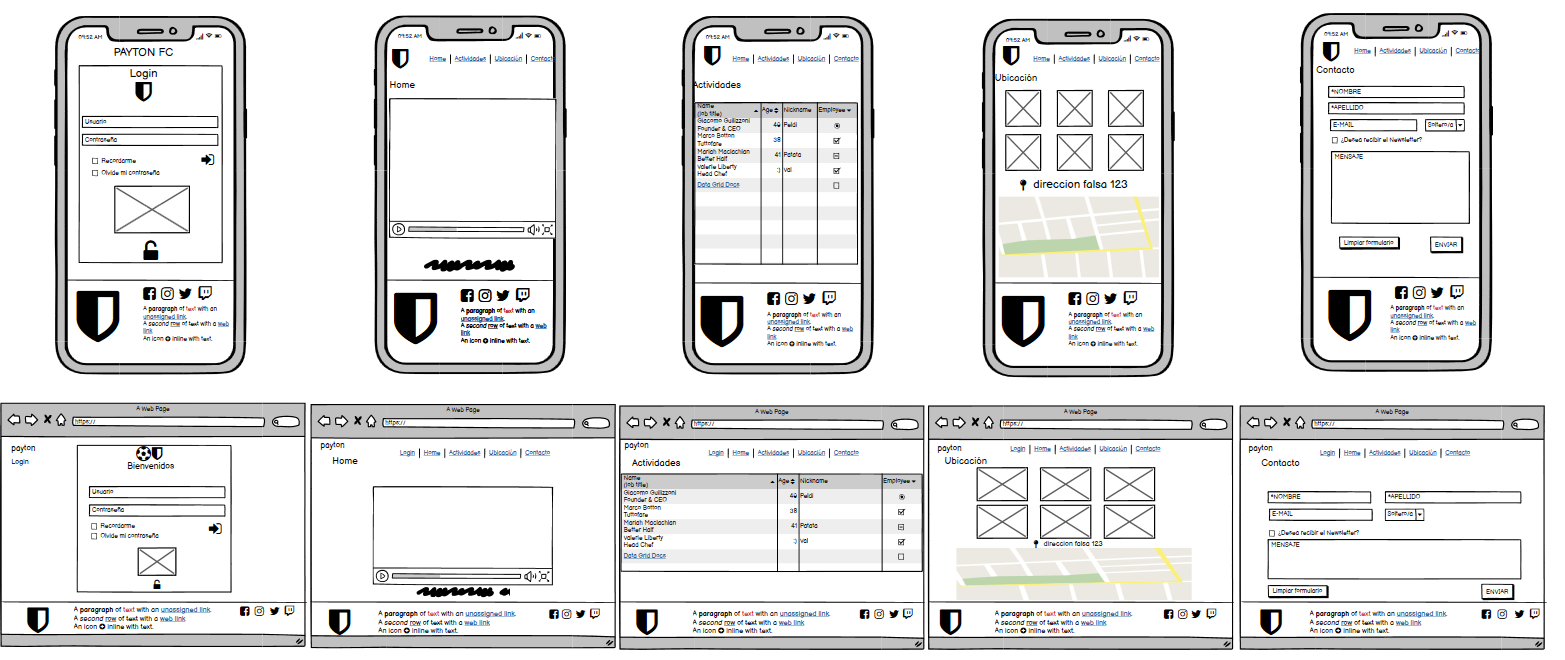 09:52 AM
PAYTON FC
Login
Usuario
Contraseña
Recordarme
Olvide mi contraseña
A paragraph of text with an
unassigned link.
A second row of text with a web
link
An icon inline with text.
09:52 AM
Home | Actividades | Ubicación | Contacto
Home
A paragraph of text with an
unassigned link.
A second row of text with a web
link
An icon inline with text.
09:52 AM
Home | Actividades | Ubicación | Contacto
Actividades
Name
(job title) Age Nickname Employee
Giacomo Guilizzoni
Founder & CEO 40 Peldi
Marco Botton
Tuttofare 38
Mariah Maclachlan
Better Half 41 Patata
Valerie Liberty
Head Chef :) Val
Data Grid Docs
A paragraph of text with an
unassigned link.
A second row of text with a web
link
An icon inline with text.
09:52 AM
Home | Actividades | Ubicación | Contacto
Ubicación
direccion falsa 123
A paragraph of text with an
unassigned link.
A second row of text with a web
link
An icon inline with text.
09:52 AM
Home | Actividades | Ubicación | Contacto
Contacto
*NOMBRE
*APELLIDO
E-MAIL Soltero/a
¿Desea recibir el Newsletter?
MENSAJE
Limpiar formulario ENVIAR
A paragraph of text with an
unassigned link.
A second row of text with a web
link
An icon inline with text.
A Web Page
https://
payton
Login
Bienvenidos
Usuario
Contraseña
Recordarme
Olvide mi contraseña
A paragraph of text with an unassigned link.
A second row of text with a web link
An icon inline with text.
A Web Page
https://
payton
Login | Home | Actividades | Ubicación | Contacto
Home
A paragraph of text with an unassigned link.
A second row of text with a web link
An icon inline with text.
A Web Page
https://
payton
Login | Home | Actividades | Ubicación | Contacto
Actividades
Name
(job title) Age Nickname Employee
Giacomo Guilizzoni
Founder & CEO 40 Peldi
Marco Botton
Tuttofare 38
Mariah Maclachlan
Better Half 41 Patata
Valerie Liberty
Head Chef :) Val
Data Grid Docs
A paragraph of text with an unassigned link.
A second row of text with a web link
An icon inline with text.
A Web Page
https://
payton
Login | Home | Actividades | Ubicación | Contacto
Ubicación
direccion falsa 123
A paragraph of text with an unassigned link.
A second row of text with a web link
An icon inline with text.
A Web Page
https://
payton
Login | Home | Actividades | Ubicación | Contacto
Contacto
*NOMBRE *APELLIDO
E-MAIL Soltero/a
¿Desea recibir el Newsletter?
MENSAJE
Limpiar formulario ENVIAR
A paragraph of text with an unassigned link.
A second row of text with a web link
An icon inline with text.